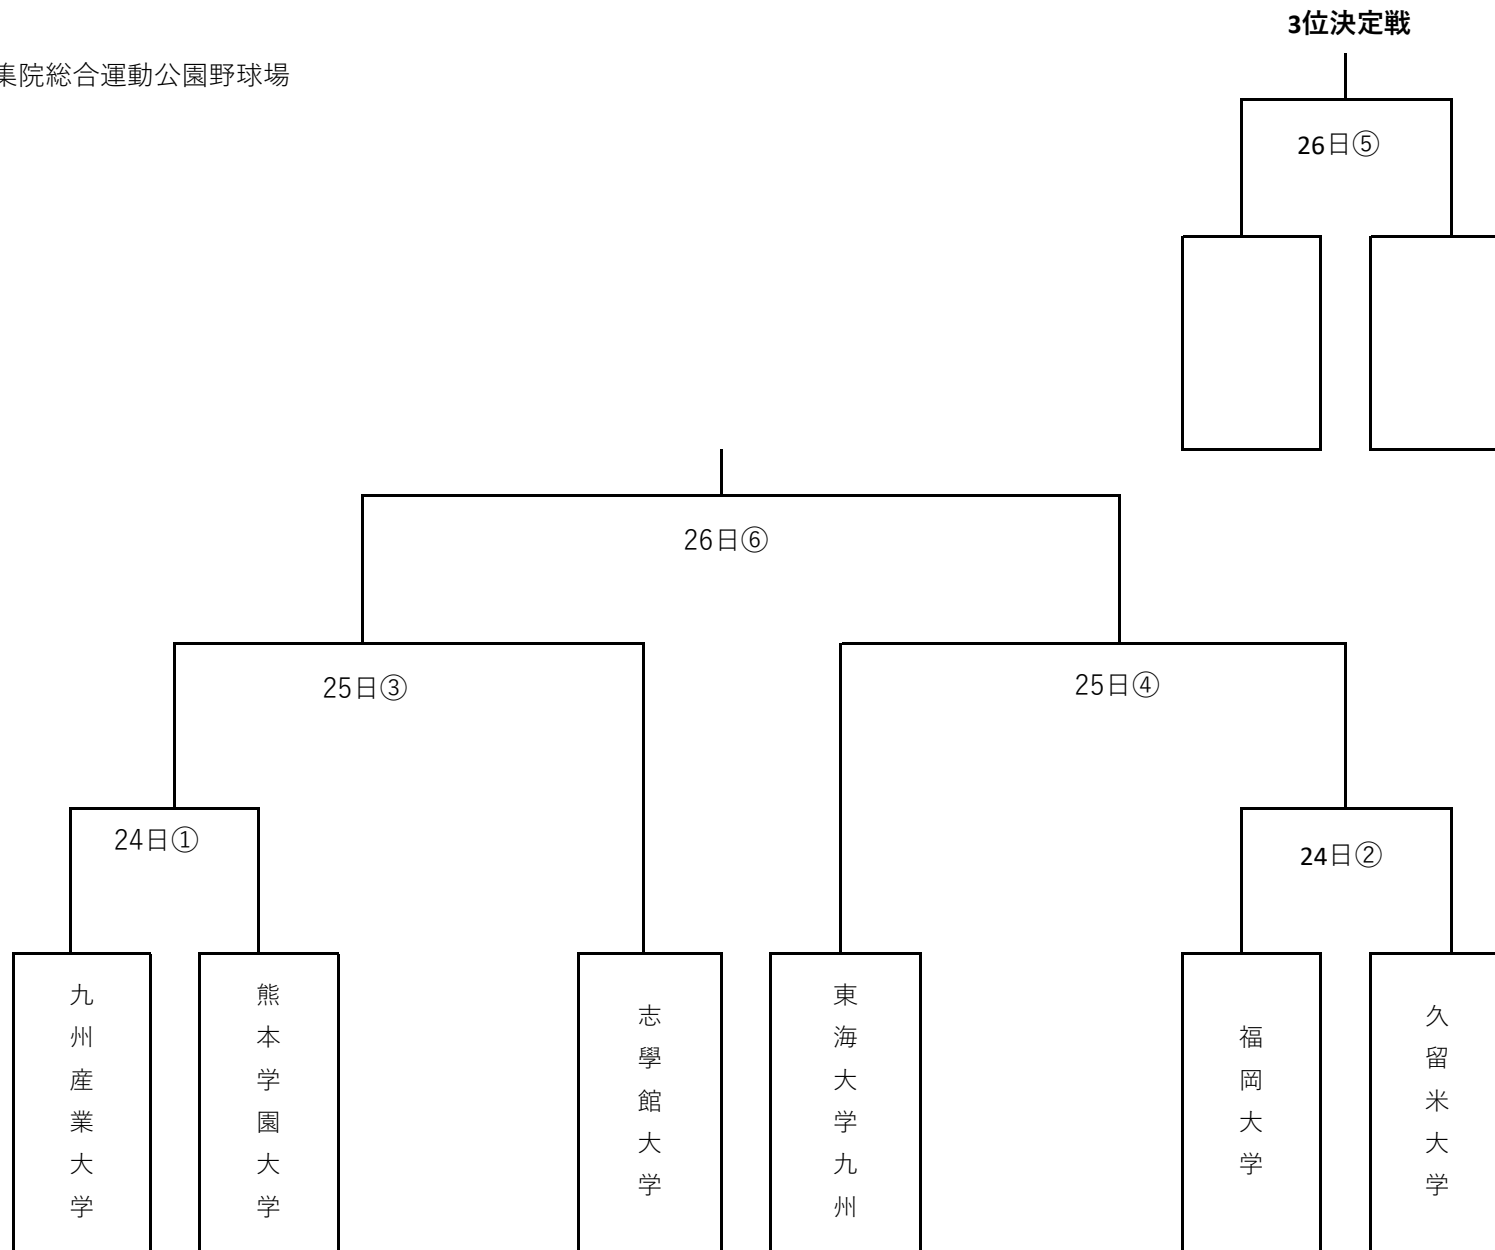 3位決定戦
集院総合運動公園野球場
26日⑤
26日⑥
25日③
25日④
24日①
24日②
九州産業大学
熊本学園大学
志學館大学
東海大学九州
福岡大学
久留米大学